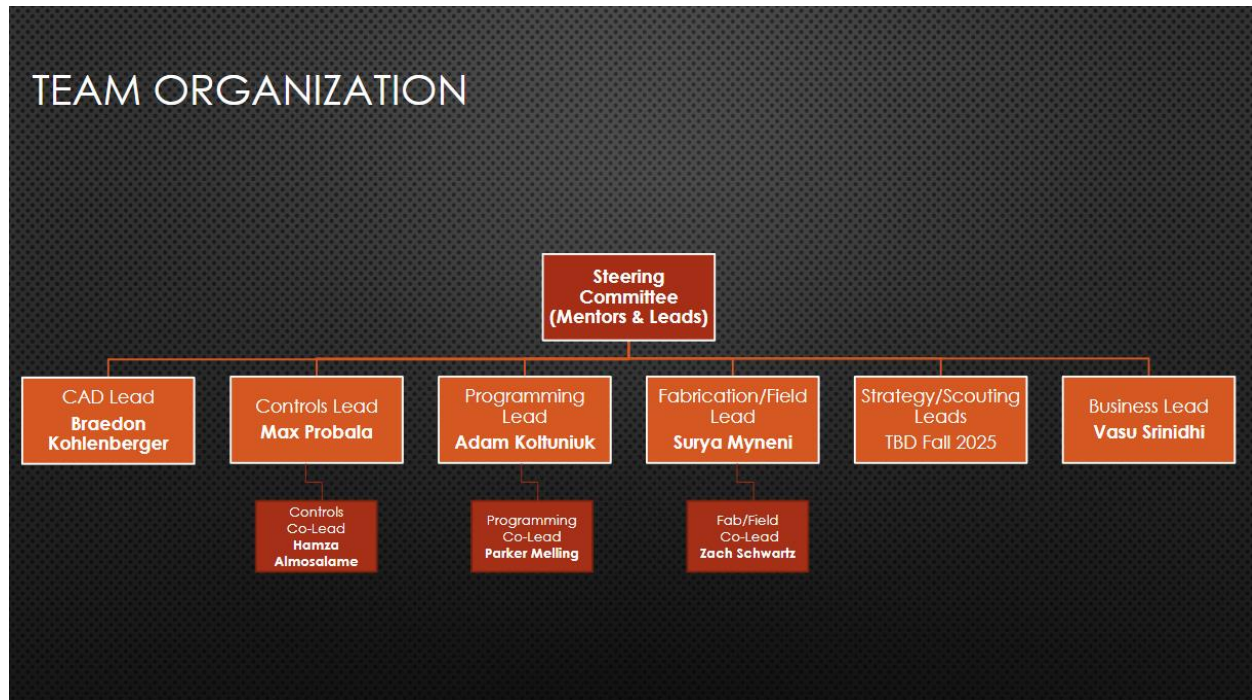 TEAM ORGANIZATION
Steering
Committee
(Mentors & Leads)
CAD Lead
Braedon
Kohlenberger
Controls Lead
Max Probala
Programming
Lead
Adam Koltuniuk
Fabrication/Field
Lead
Surya Myneni
Strategy/Scouting
Leads
TBD Fall 2025
Business Lead
Vasu Srinidhi
Controls
Co-Lead
Hamza
Almosalame
Programming
Co-Lead
Parker Melling
Fab/Field
Co-Lead
Zach Schwartz